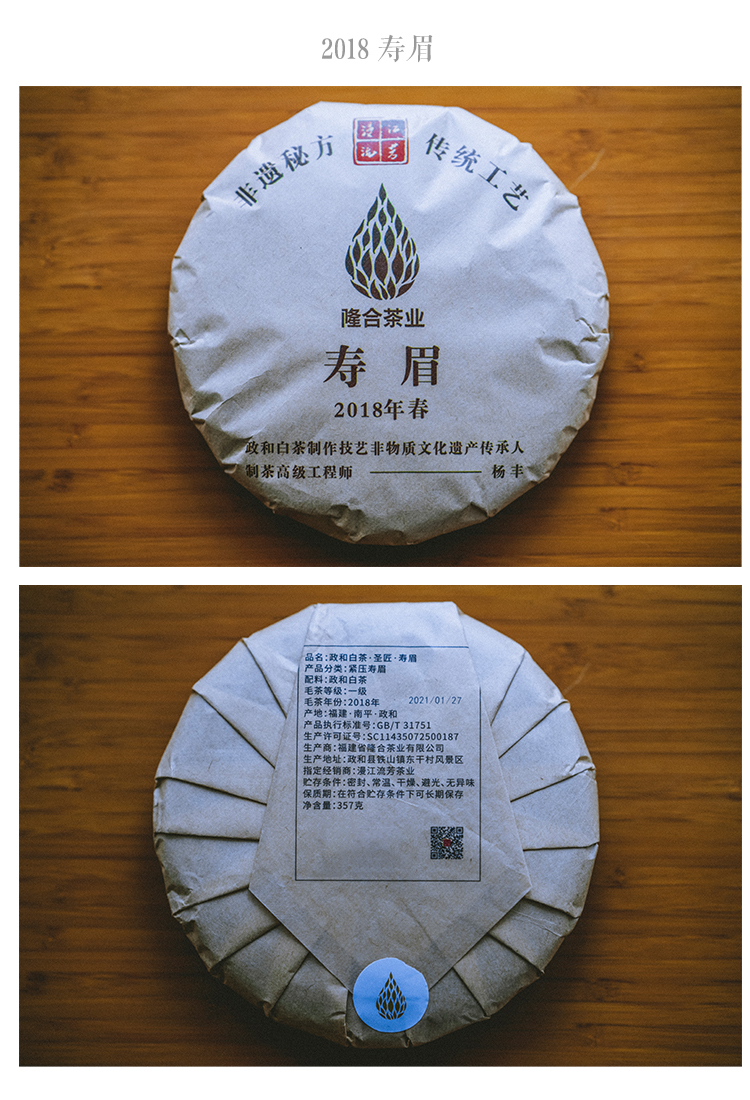 2018 寿眉
非遗秘方
漫江
流芳
传统工艺
隆合茶业
寿眉
2018年春
政和白茶制作技艺非物质文化遗产传承人
制茶高级工程师 ——— 杨丰
品名:政和白茶·圣匠·寿眉
产品分类:紧压寿眉
配料:政和白茶
毛茶等级:一级
毛茶年份:2018年
2021/01/27
产地:福建·南平·政和
产品执行标准号:GB/T 31751
生产许可证号:SC11435072500187
生产商:福建省隆合茶业有限公司
生产地址:政和县铁山镇东干村风景区
指定经销商:漫江流芳茶业
贮存条件:密封、常温、干燥、避光、无异味
保质期:在符合贮存条件下可长期保存
净含量:357克